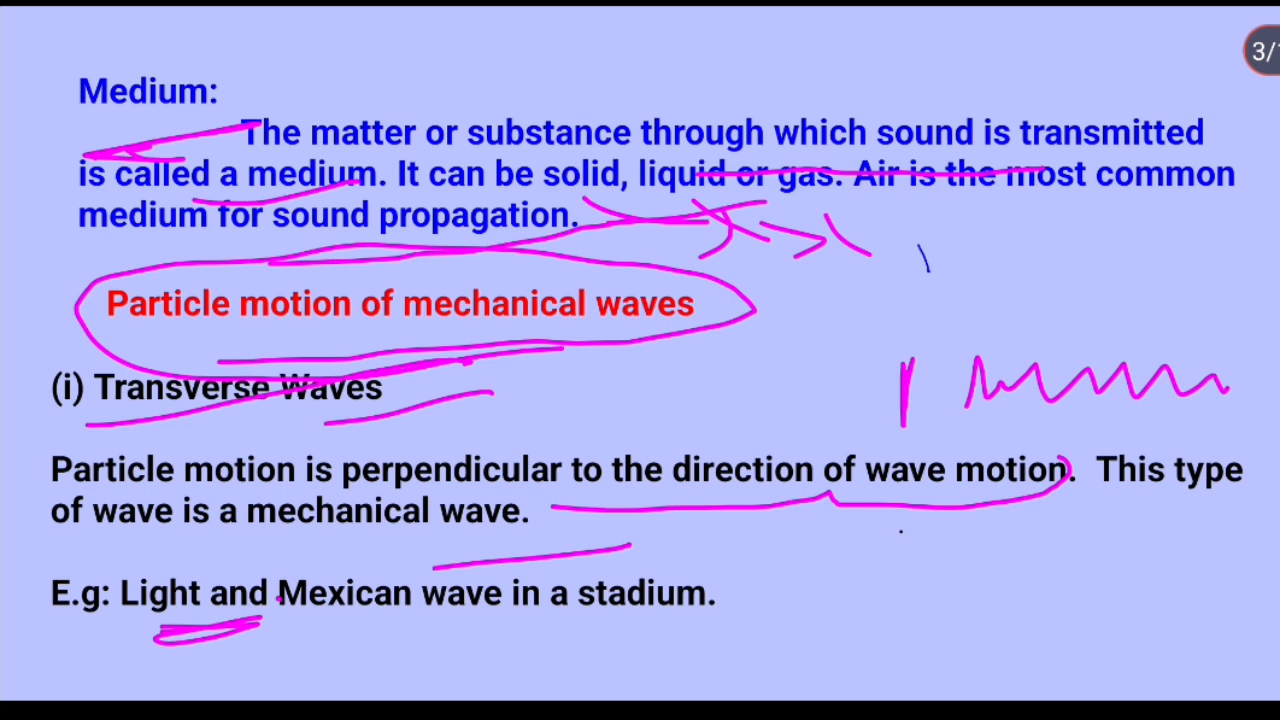 3/
Medium:
The matter or substance through which sound is transmitted
is called a medium. It can be solid, liquid or gas. Air is the most common
medium for sound propagation.
Particle motion of mechanical waves
(i) Transverse Waves
Particle motion is perpendicular to the direction of wave motion. This type
of wave is a mechanical wave.
E.g: Light and Mexican wave in a stadium.